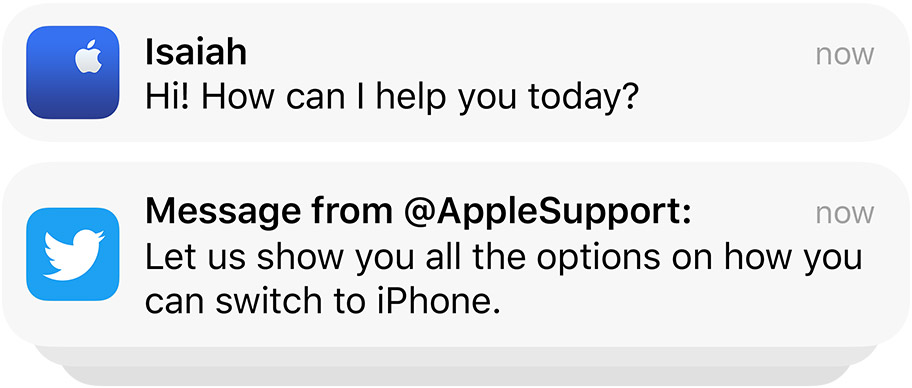 Isaiah
now
Hi! How can I help you today?
Message from @AppleSupport:
now
Let us show you all the options on how you
can switch to iPhone.